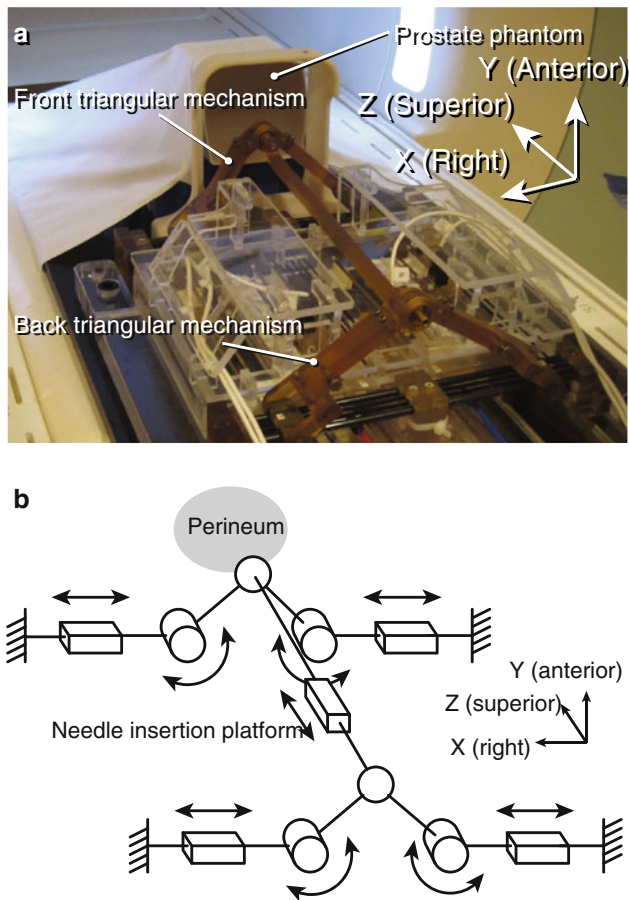 a
Prostate phantom
Y (Anterior)
Front triangular mechanism
Z (Superior)
X (Right)
Back triangular mechanism
b
Perineum
Y (anterior)
Z (superior)
Needle insertion platform
X (right)